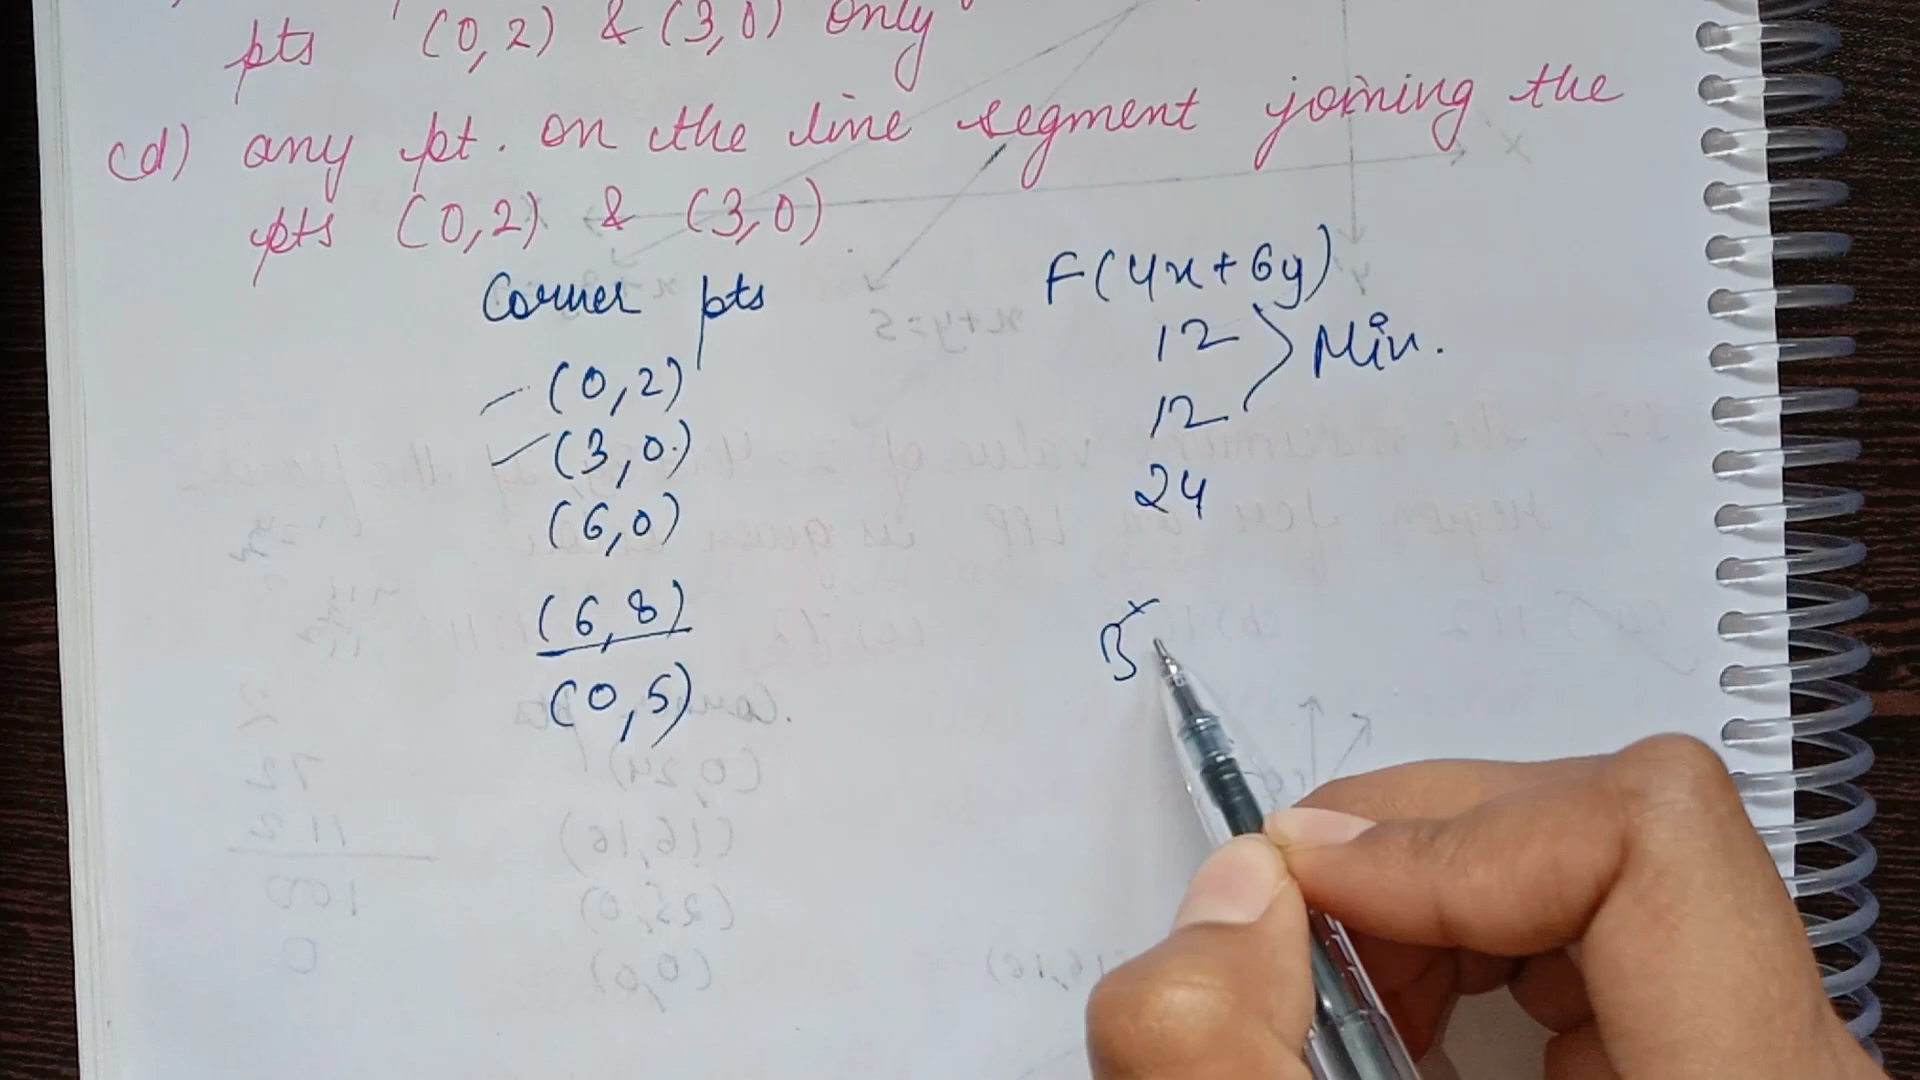 pts (0,2) & (3,0) only
(d) any pt. on the line segment joining the
pts (0,2) & (3,0)
Corner pts F(4x+6y)
(0,2) 12
(3,0) 12
Min.
(6,0) 24
(6,8)
(0,5)